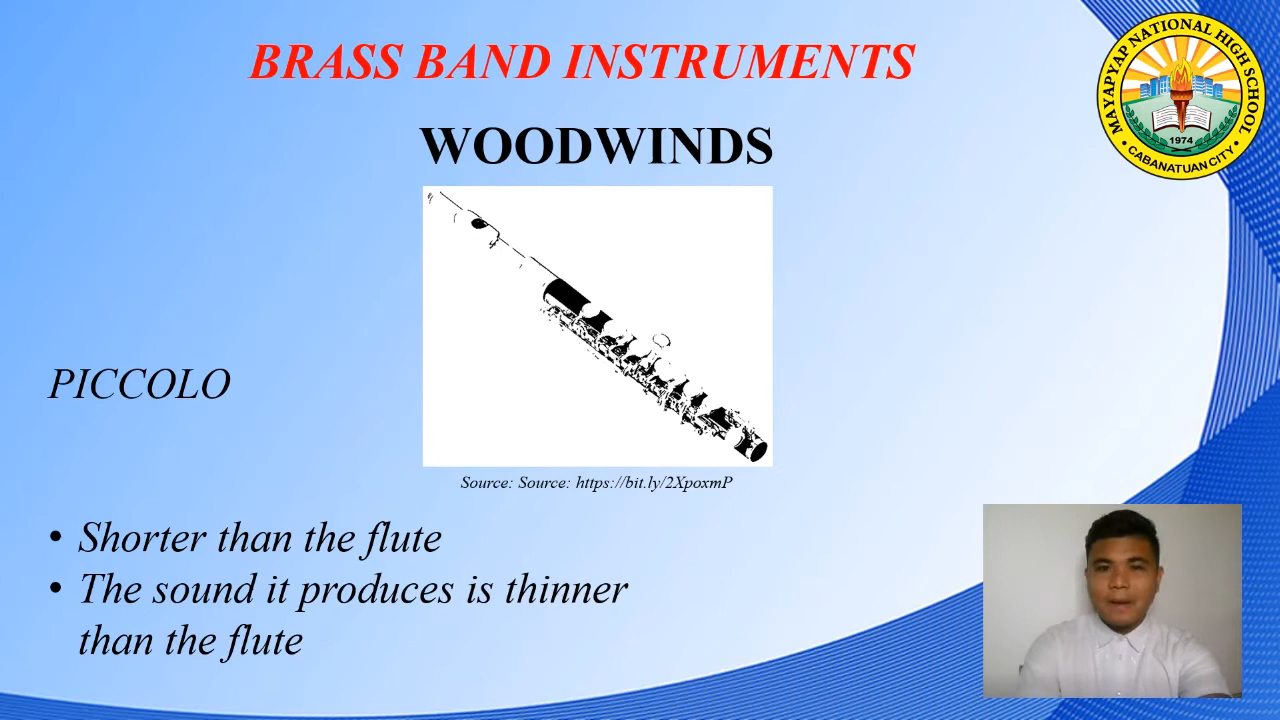 BRASS BAND INSTRUMENTS
MAYAPYAP NATIONAL HIGH SCHOOL
1974
• CABANATUAN CITY •
WOODWINDS
PICCOLO
Source: Source: https://bit.ly/2XpoxmP
• Shorter than the flute
• The sound it produces is thinner
than the flute